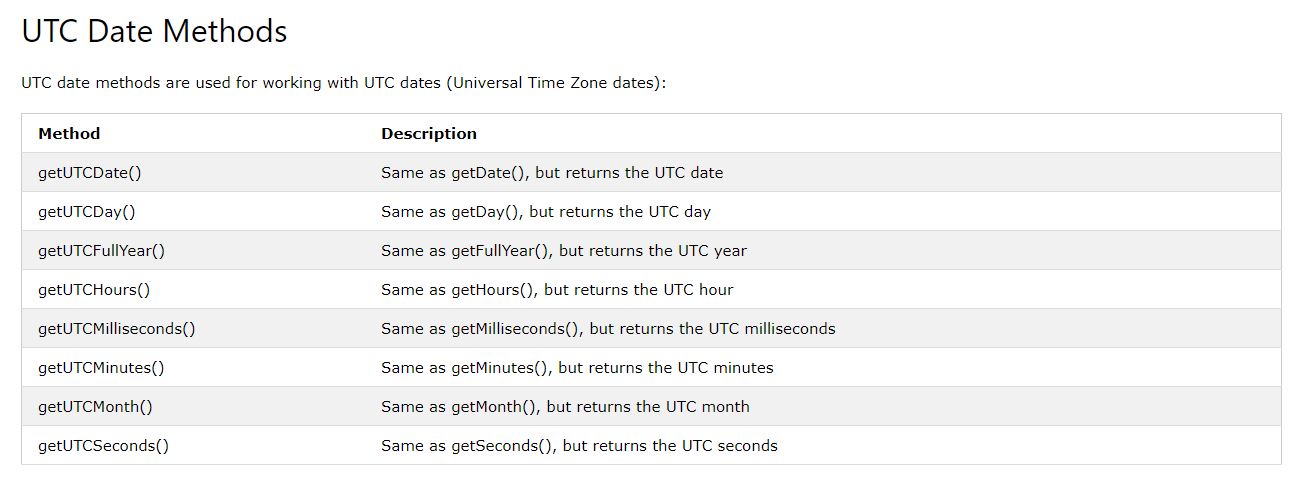 UTC Date Methods
UTC date methods are used for working with UTC dates (Universal Time Zone dates):
Method Description
getUTCDate() Same as getDate(), but returns the UTC date
getUTCDay() Same as getDay(), but returns the UTC day
getUTCFullYear() Same as getFullYear(), but returns the UTC year
getUTCHours() Same as getHours(), but returns the UTC hour
getUTCMilliseconds() Same as getMilliseconds(), but returns the UTC milliseconds
getUTCMinutes() Same as getMinutes(), but returns the UTC minutes
getUTCMonth() Same as getMonth(), but returns the UTC month
getUTCSeconds() Same as getSeconds(), but returns the UTC seconds